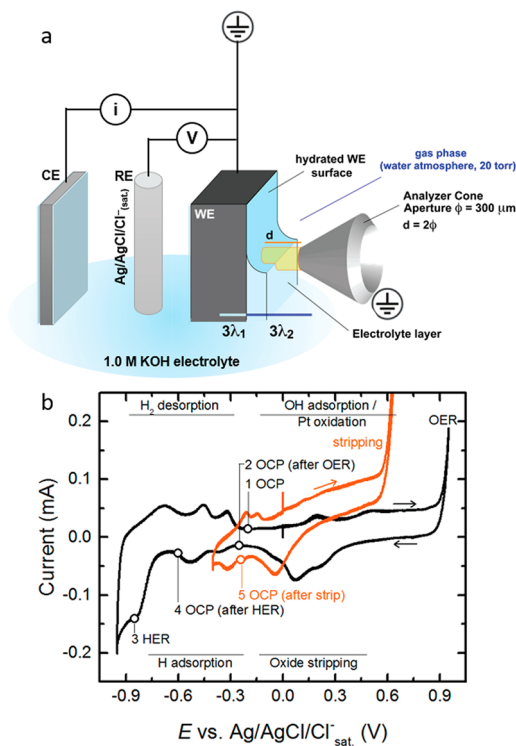 a
i
V
CE
RE
Ag/AgCl/Cl⁻(sat.)
WE
hydrated WE
surface
gas phase
(water atmosphere, 20 torr)
d
Analyzer Cone
Aperture ϕ = 300 μm
d = 2ϕ
3λ₁
3λ₂
Electrolyte layer
1.0 M KOH electrolyte
b
H₂ desorption
OH adsorption /
Pt oxidation
OER
stripping
2 OCP (after OER)
1 OCP
5 OCP (after strip)
4 OCP (after HER)
3 HER
H adsorption
Oxide stripping
Current (mA)
0.2
0.1
0.0
-0.1
-0.2
-0.9
-0.6
-0.3
0.0
0.3
0.6
0.9
E vs. Ag/AgCl/Cl⁻sat. (V)